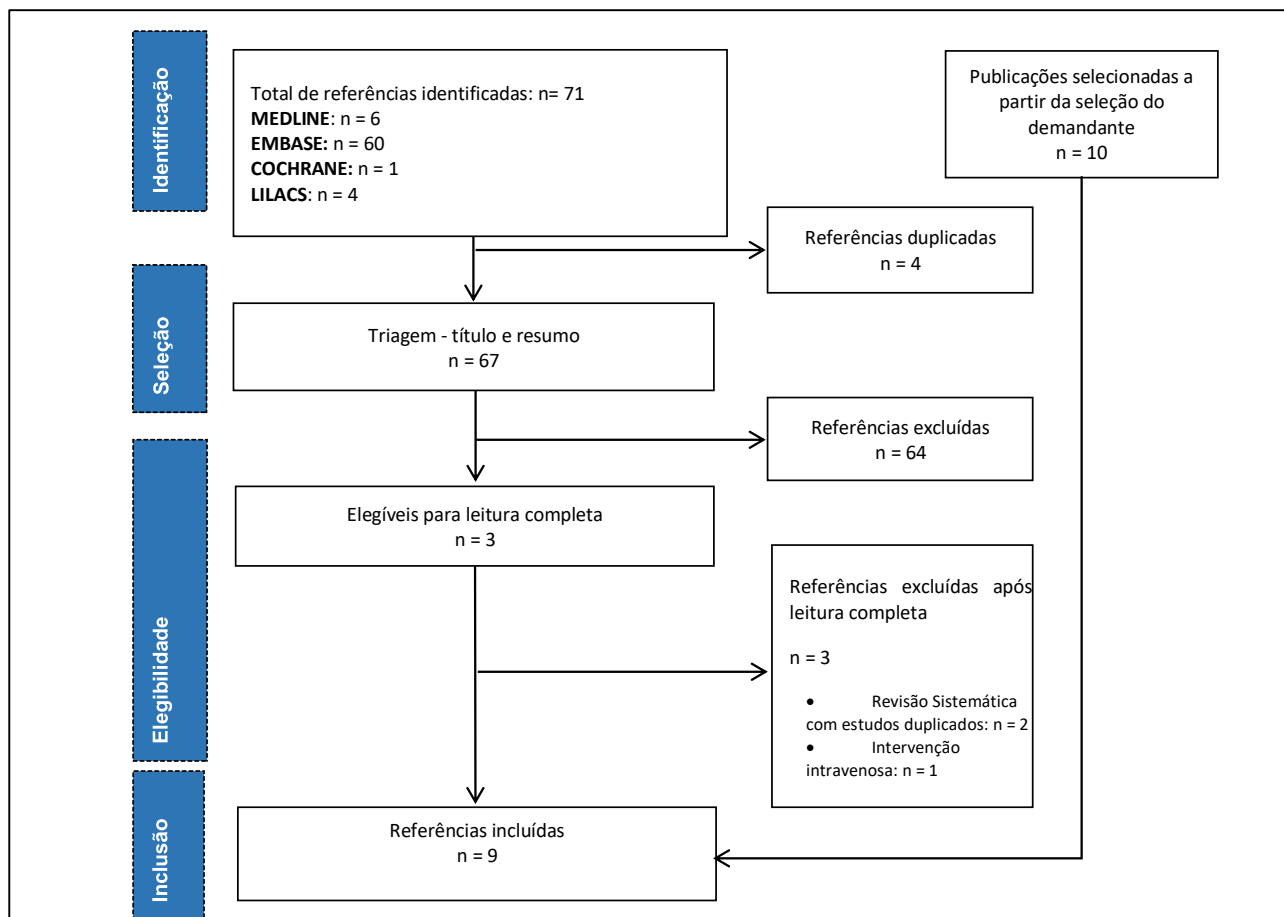 Identificação
Total de referências identificadas: n= 71
MEDLINE: n = 6
EMBASE: n = 60
COCHRANE: n = 1
LILACS: n = 4
Publicações selecionadas a
partir da seleção do
demandante
n = 10
Referências duplicadas
n = 4
Seleção
Triagem - título e resumo
n = 67
Referências excluídas
n = 64
Elegibilidade
Elegíveis para leitura completa
n = 3
Referências excluídas após
leitura completa
n = 3
• Revisão Sistemática
com estudos duplicados: n = 2
• Intervenção
intravenosa: n = 1
Inclusão
Referências incluídas
n = 9